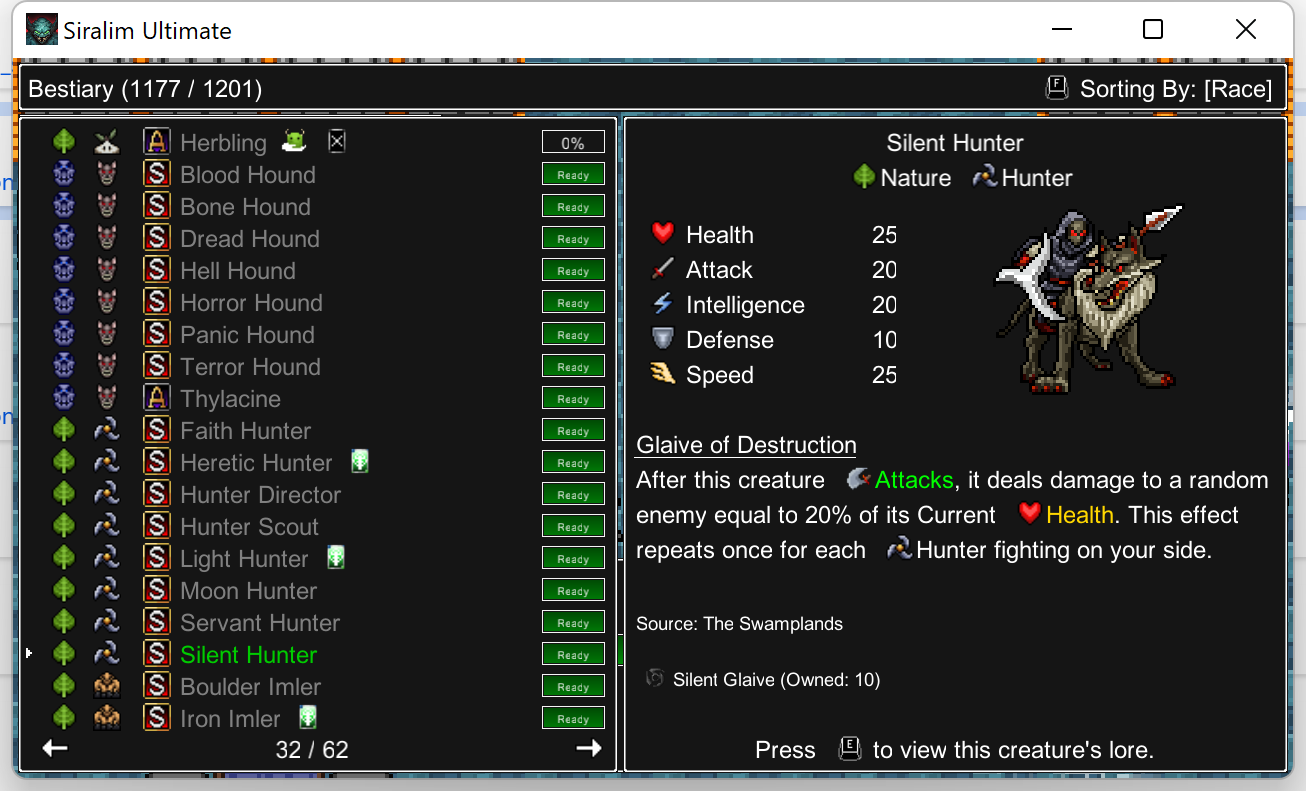 Siralim Ultimate
Bestiary (1177 / 1201)
F Sorting By: [Race]
A Herbling 0%
S Blood Hound Ready
S Bone Hound Ready
S Dread Hound Ready
S Hell Hound Ready
S Horror Hound Ready
S Panic Hound Ready
S Terror Hound Ready
A Thylacine Ready
S Faith Hunter Ready
S Heretic Hunter Ready
S Hunter Director Ready
S Hunter Scout Ready
S Light Hunter Ready
S Moon Hunter Ready
S Servant Hunter Ready
S Silent Hunter Ready
S Boulder Imler Ready
S Iron Imler Ready
32 / 62
Silent Hunter
Nature Hunter
Health 25
Attack 20
Intelligence 20
Defense 10
Speed 25
Glaive of Destruction
After this creature Attacks, it deals damage to a random
enemy equal to 20% of its Current Health. This effect
repeats once for each Hunter fighting on your side.
Source: The Swamplands
Silent Glaive (Owned: 10)
Press E to view this creature's lore.